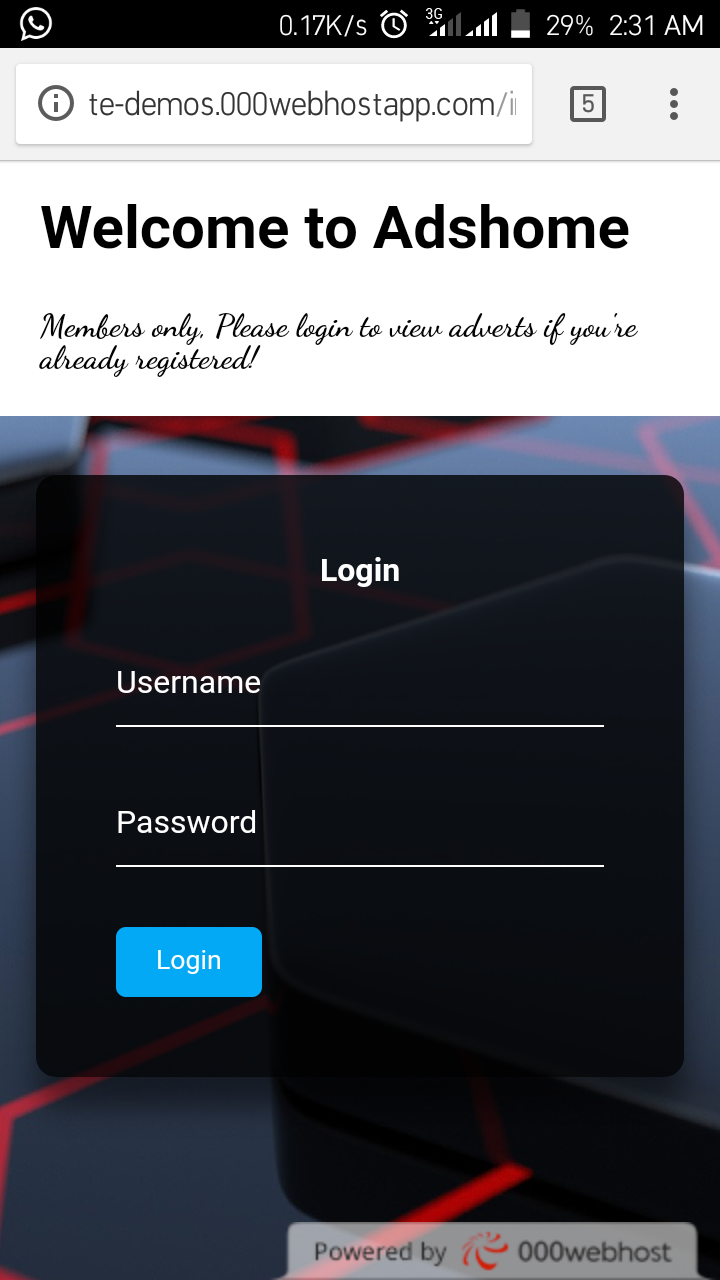 0.17K/s 3G 29% 2:31 AM
te-demos.000webhostapp.com/i
5
Welcome to Adshome
Members only, Please login to view adverts if you're
already registered!
Login
Username
Password
Login
Powered by 000webhost